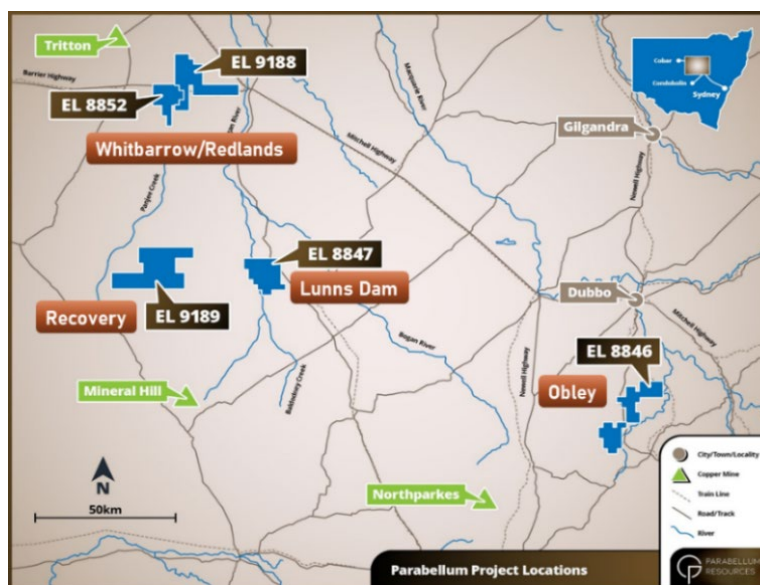 Tritton
Barrier Highway
EL 9188
EL 8852
Whitbarrow/Redlands
Macquarie River
Mitchell Highway
Gilgandra
Newell Highway
Cobar
Condobolin
Sydney
EL 8847
Lunns Dam
Recovery
EL 9189
Dubbo
Mitchell Highway
Bogan River
Newell Highway
EL 8846
Obley
Mineral Hill
N
50km
Northparkes
City/Town/Locality
Copper Mine
Train Line
Road/Track
River
Parabellum Project Locations
PARABELLUM
RESOURCES